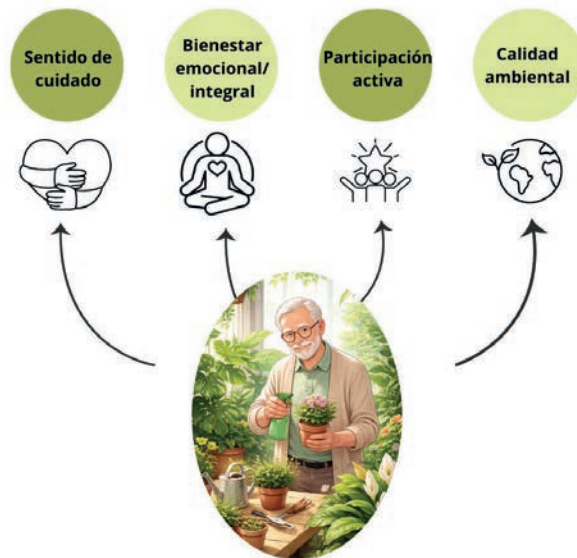 Sentido de
cuidado
Bienestar
emocional/
integral
Participación
activa
Calidad
ambiental